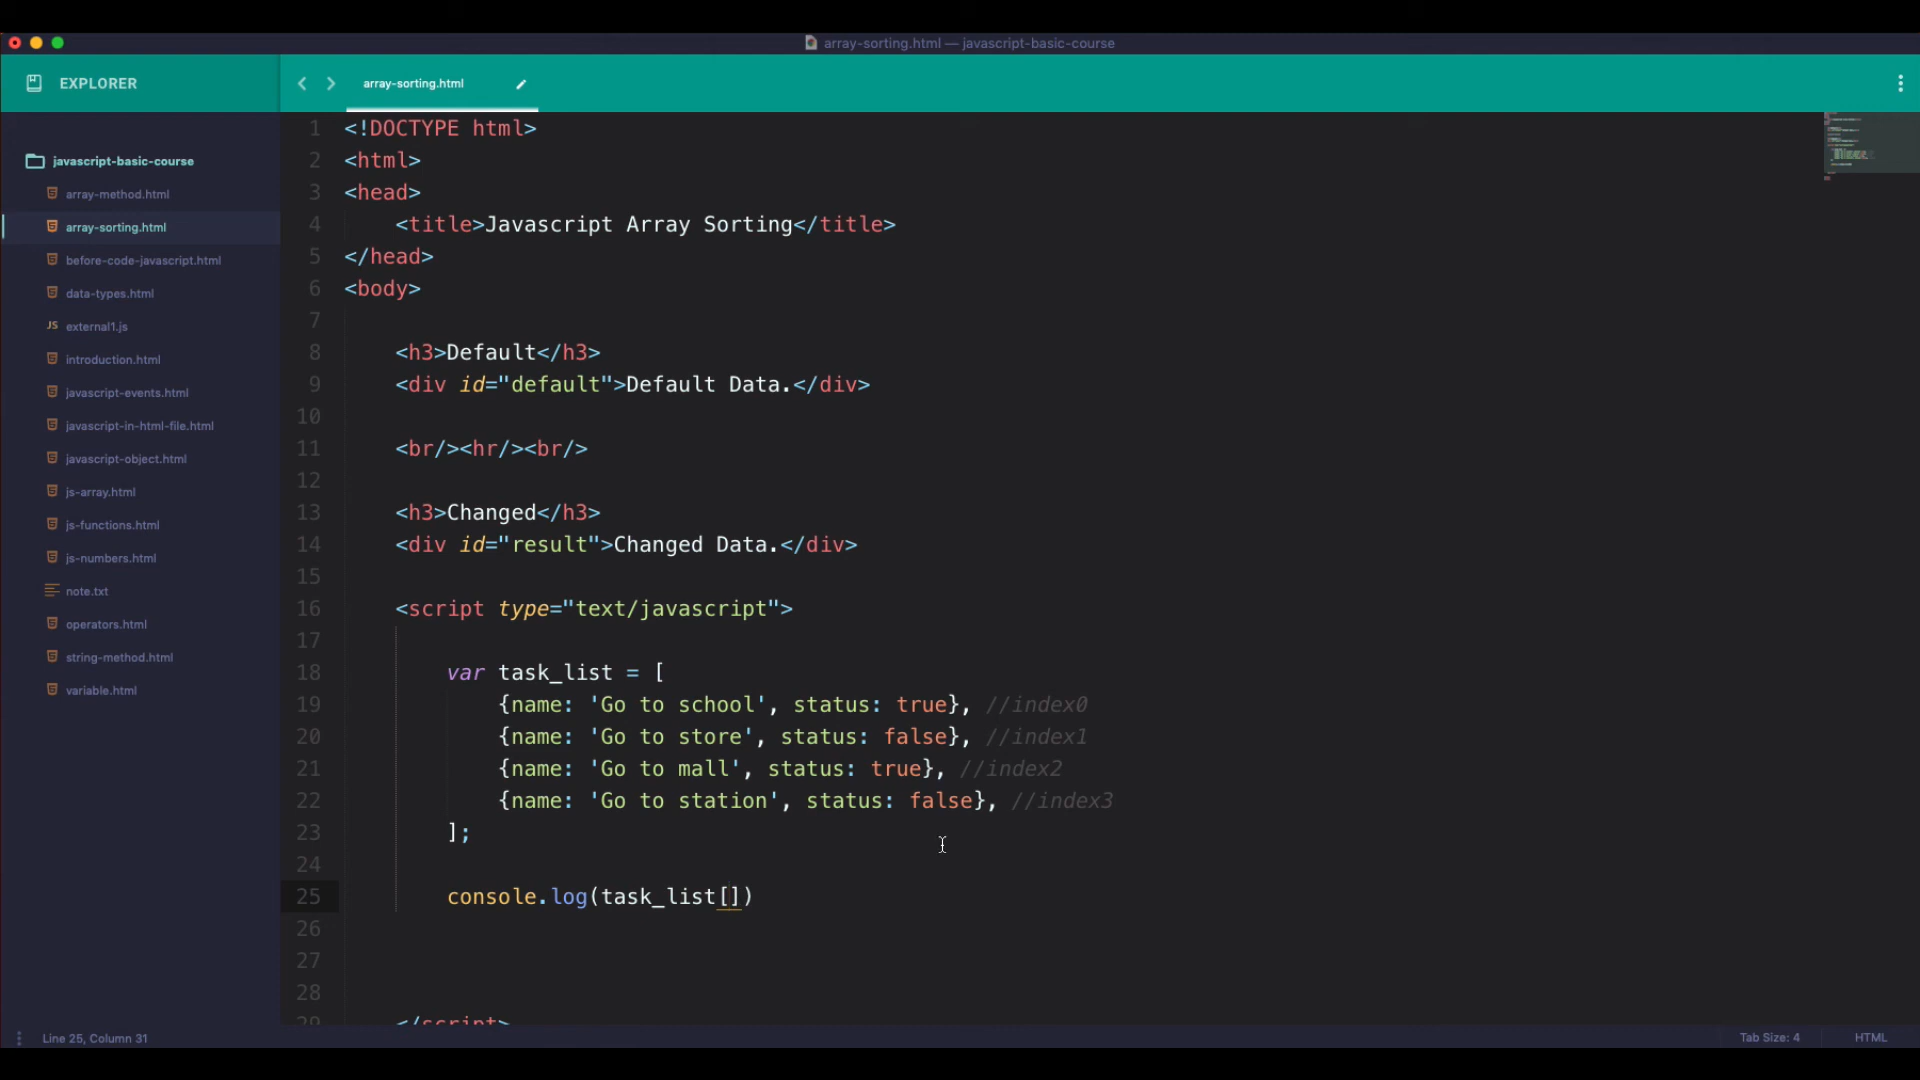 array-sorting.html — javascript-basic-course
EXPLORER
array-sorting.html
javascript-basic-course
array-method.html
array-sorting.html
before-code-javascript.html
data-types.html
JS external1.js
introduction.html
javascript-events.html
javascript-in-html-file.html
javascript-object.html
js-array.html
js-functions.html
js-numbers.html
note.txt
operators.html
string-method.html
variable.html
1 <!DOCTYPE html>
2 <html>
3 <head>
4     <title>Javascript Array Sorting</title>
5 </head>
6 <body>
7
8     <h3>Default</h3>
9     <div id="default">Default Data.</div>
10
11     <br/><hr/><br/>
12
13     <h3>Changed</h3>
14     <div id="result">Changed Data.</div>
15
16     <script type="text/javascript">
17
18         var task_list = [
19             {name: 'Go to school', status: true}, //index0
20             {name: 'Go to store', status: false}, //index1
21             {name: 'Go to mall', status: true}, //index2
22             {name: 'Go to station', status: false}, //index3
23         ];
24
25         console.log(task_list[])
26
27
28
29     </script>
Line 25, Column 31
Tab Size: 4
HTML